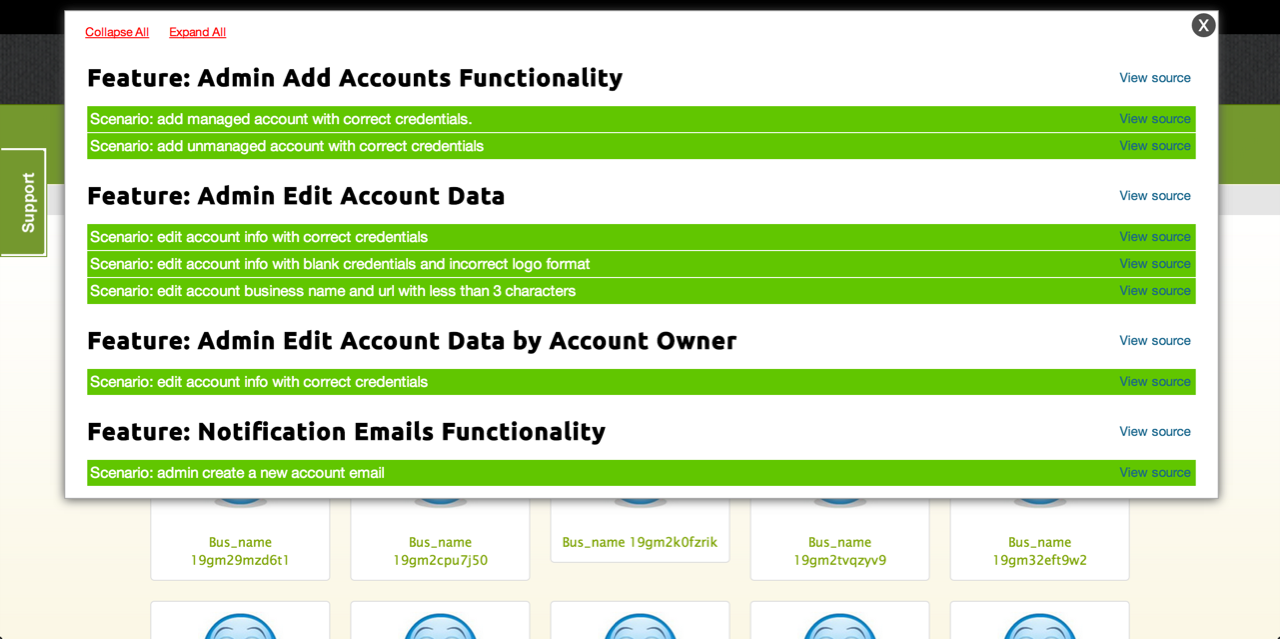 Collapse All Expand All
X
Feature: Admin Add Accounts Functionality View source
Scenario: add managed account with correct credentials. View source
Scenario: add unmanaged account with correct credentials View source
Support
Feature: Admin Edit Account Data View source
Scenario: edit account info with correct credentials View source
Scenario: edit account info with blank credentials and incorrect logo format View source
Scenario: edit account business name and url with less than 3 characters View source
Feature: Admin Edit Account Data by Account Owner View source
Scenario: edit account info with correct credentials View source
Feature: Notification Emails Functionality View source
Scenario: admin create a new account email View source
Bus_name
19gm29mzd6t1
Bus_name
19gm2cpu7j50
Bus_name 19gm2k0fzrik
Bus_name
19gm2tvqzyv9
Bus_name
19gm32eft9w2